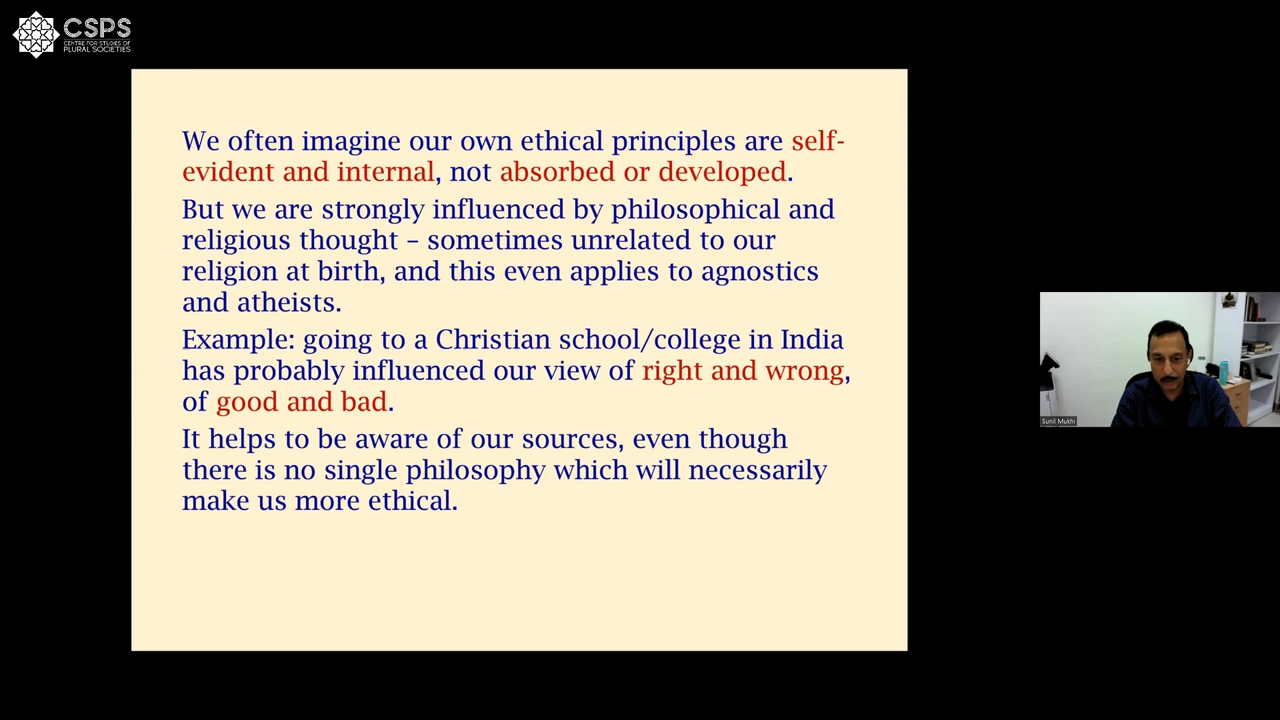 CSPS
CENTRE FOR STUDIES OF
PLURAL SOCIETIES
We often imagine our own ethical principles are self-
evident and internal, not absorbed or developed.
But we are strongly influenced by philosophical and
religious thought – sometimes unrelated to our
religion at birth, and this even applies to agnostics
and atheists.
Example: going to a Christian school/college in India
has probably influenced our view of right and wrong,
of good and bad.
It helps to be aware of our sources, even though
there is no single philosophy which will necessarily
make us more ethical.
Sunil Mukhi